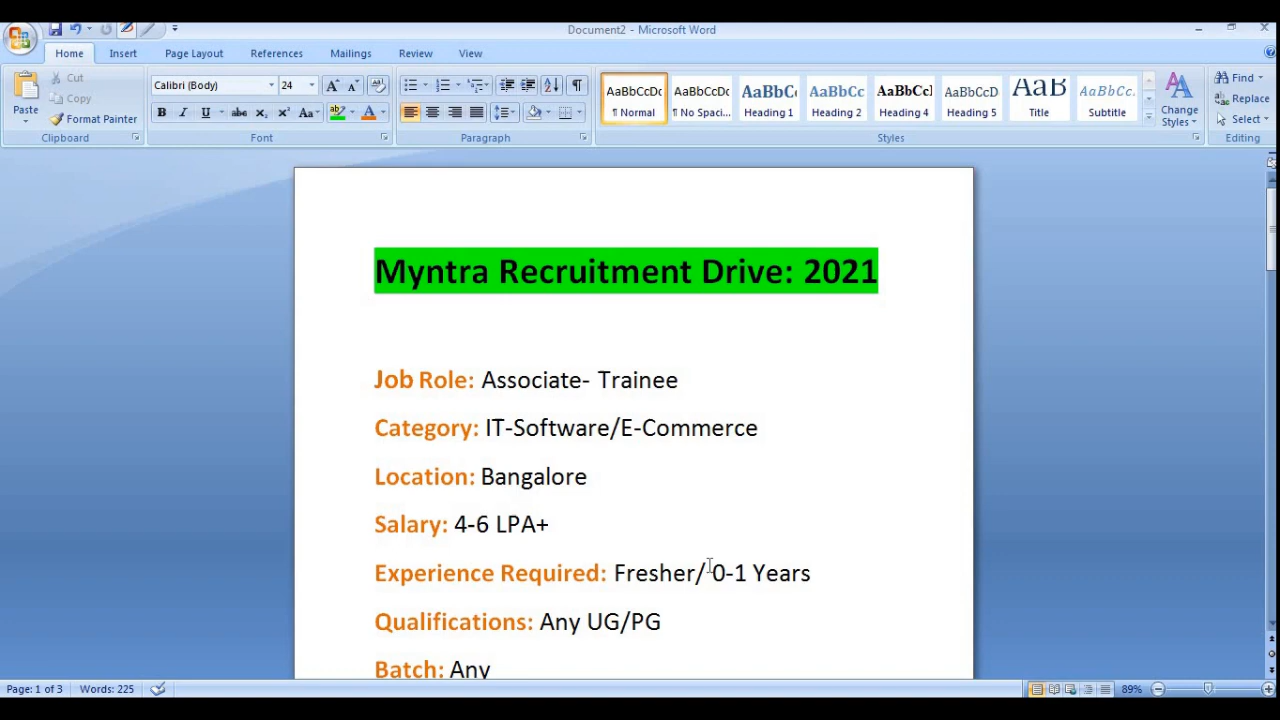 Document2 - Microsoft Word
Home Insert Page Layout References Mailings Review View
Paste
Cut
Copy
Format Painter
Clipboard
Calibri (Body) 24
Font
Paragraph
AaBbCcDc AaBbCcDc AaBbC( AaBbCc AaBbCcI AaBbCcD AaB AaBbCc.
¶ Normal ¶ No Spaci... Heading 1 Heading 2 Heading 4 Heading 5 Title Subtitle
Change Styles
Styles
Find
Replace
Select
Editing
Myntra Recruitment Drive: 2021
Job Role: Associate- Trainee
Category: IT-Software/E-Commerce
Location: Bangalore
Salary: 4-6 LPA+
Experience Required: Fresher/ 0-1 Years
Qualifications: Any UG/PG
Batch: Any
Page: 1 of 3 Words: 225 89%